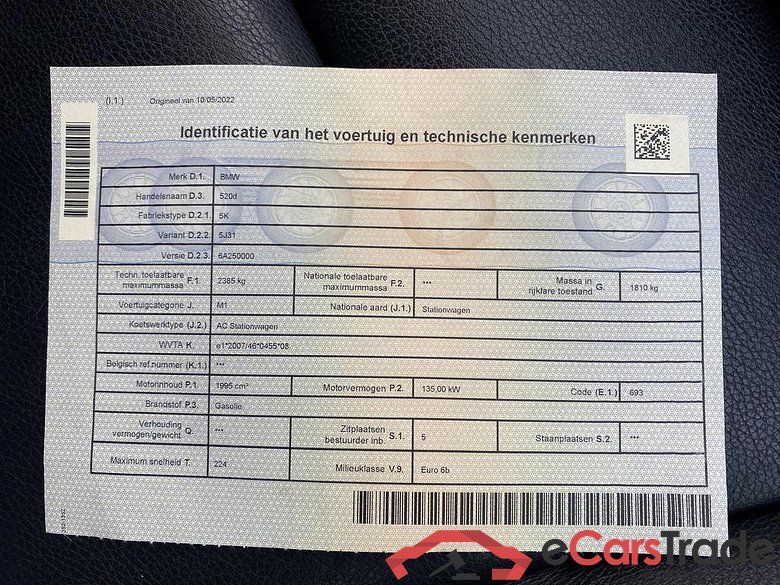 (I.1.) Origineel van 10/05/2022
Identificatie van het voertuig en technische kenmerken
Merk D.1. BMW
Handelsnaam D.3. 520d
Fabriekstype D.2.1. 5K
Variant D.2.2. 5J31
Versie D.2.3. 6A250000
Techn. toelaatbare maximummassa F.1. 2385 kg Nationale toelaatbare maximummassa F.2. *** Massa in rijklare toestand G. 1810 kg
Voertuigcategorie J. M1 Nationale aard (J.1.) Stationwagen
Koetswerktype (J.2.) AC Stationwagen
WVTA K. e1*2007/46*0455*08
Belgisch ref.nummer (K.1.) ***
Motorinhoud P.1. 1995 cm³ Motorvermogen P.2. 135,00 kW Code (E.1.) 693
Brandstof P.3. Gasolie
Verhouding vermogen/gewicht Q. *** Zitplaatsen bestuurder inb. S.1. 5 Staanplaatsen S.2. ***
Maximum snelheid T. 224 Milieuklasse V.9. Euro 6b
eCarsTrade